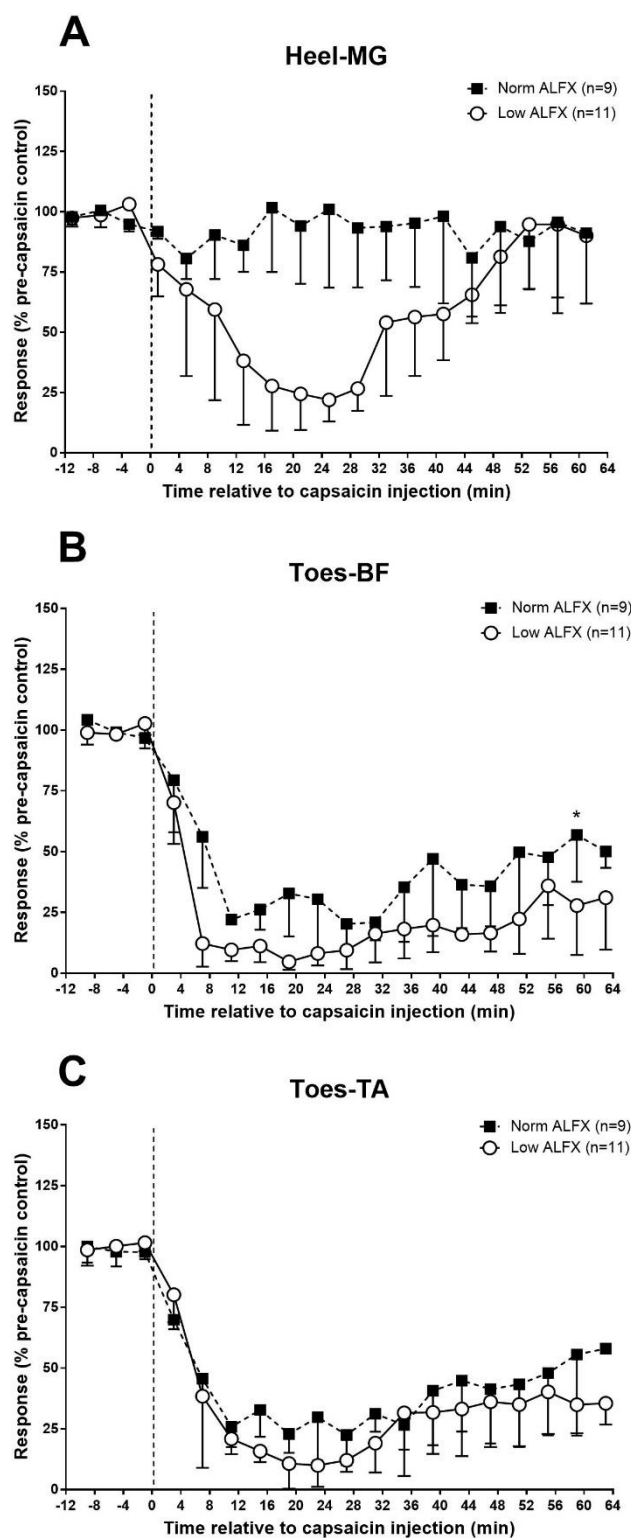 A
Heel-MG
Norm ALFX (n=9)
Low ALFX (n=11)
Response (% pre-capsaicin control)
150
125
100
75
50
25
0
-12 -8 -4 0 4 8 12 16 20 24 28 32 36 40 44 48 52 56 60 64
Time relative to capsaicin injection (min)
B
Toes-BF
Norm ALFX (n=9)
Low ALFX (n=11)
Response (% pre-capsaicin control)
150
125
100
75
50
25
0
*
-12 -8 -4 0 4 8 12 16 20 24 28 32 36 40 44 48 52 56 60 64
Time relative to capsaicin injection (min)
C
Toes-TA
Norm ALFX (n=9)
Low ALFX (n=11)
Response (% pre-capsaicin control)
150
125
100
75
50
25
0
-12 -8 -4 0 4 8 12 16 20 24 28 32 36 40 44 48 52 56 60 64
Time relative to capsaicin injection (min)